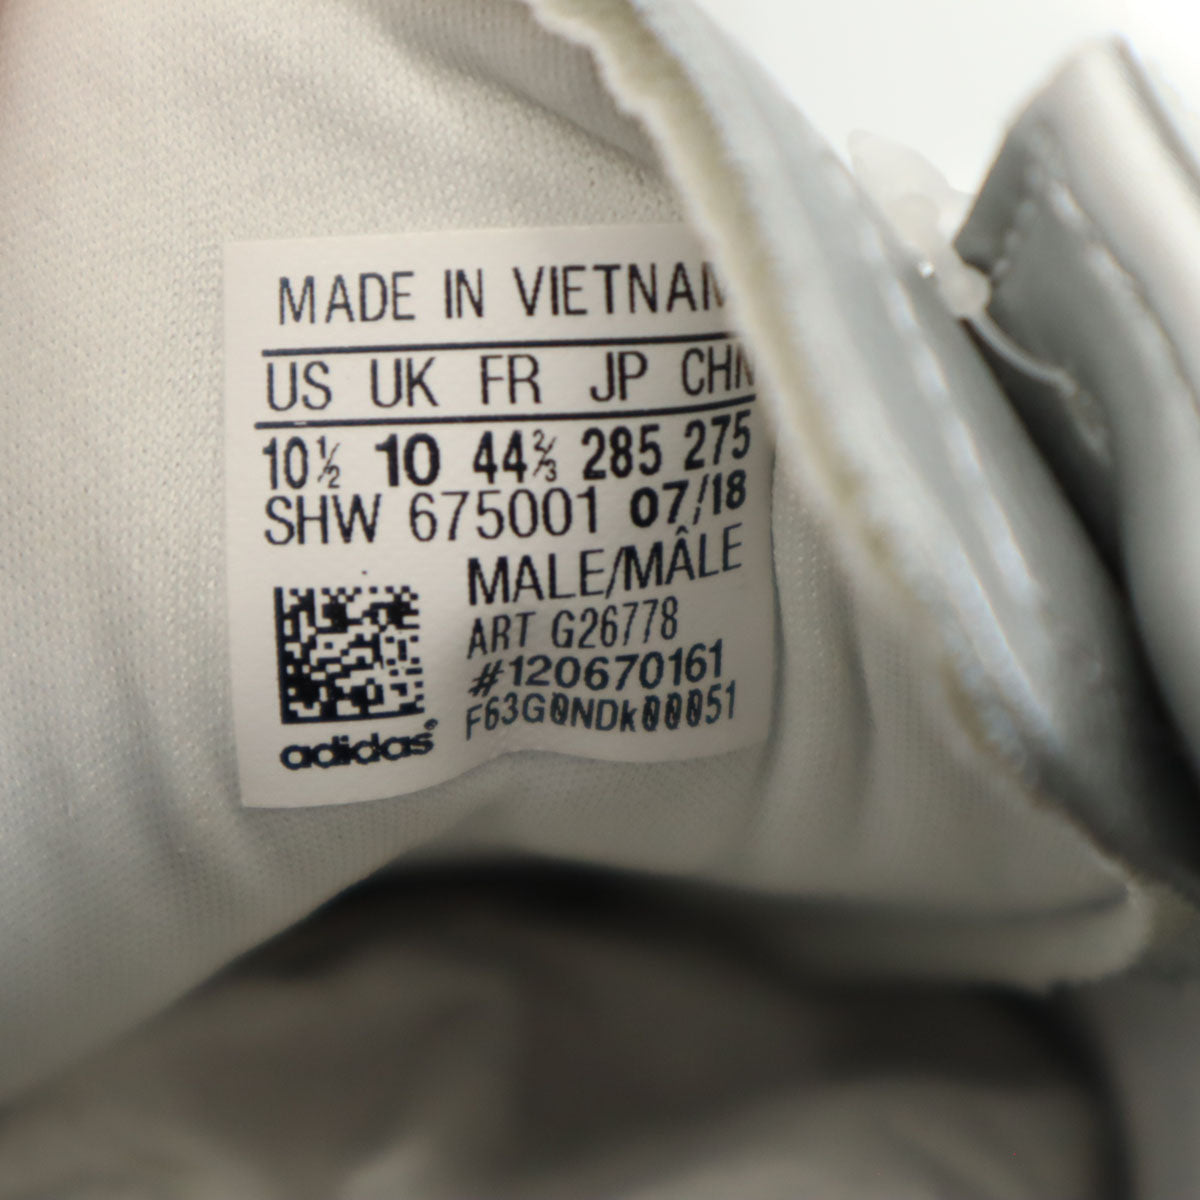 MADE IN VIETNAM
US UK FR JP CHN
10½ 10 44⅔ 285 275
SHW 675001 07/18
MALE/MÂLE
ART G26778
#120670161
F63G0NDk00051
adidas®